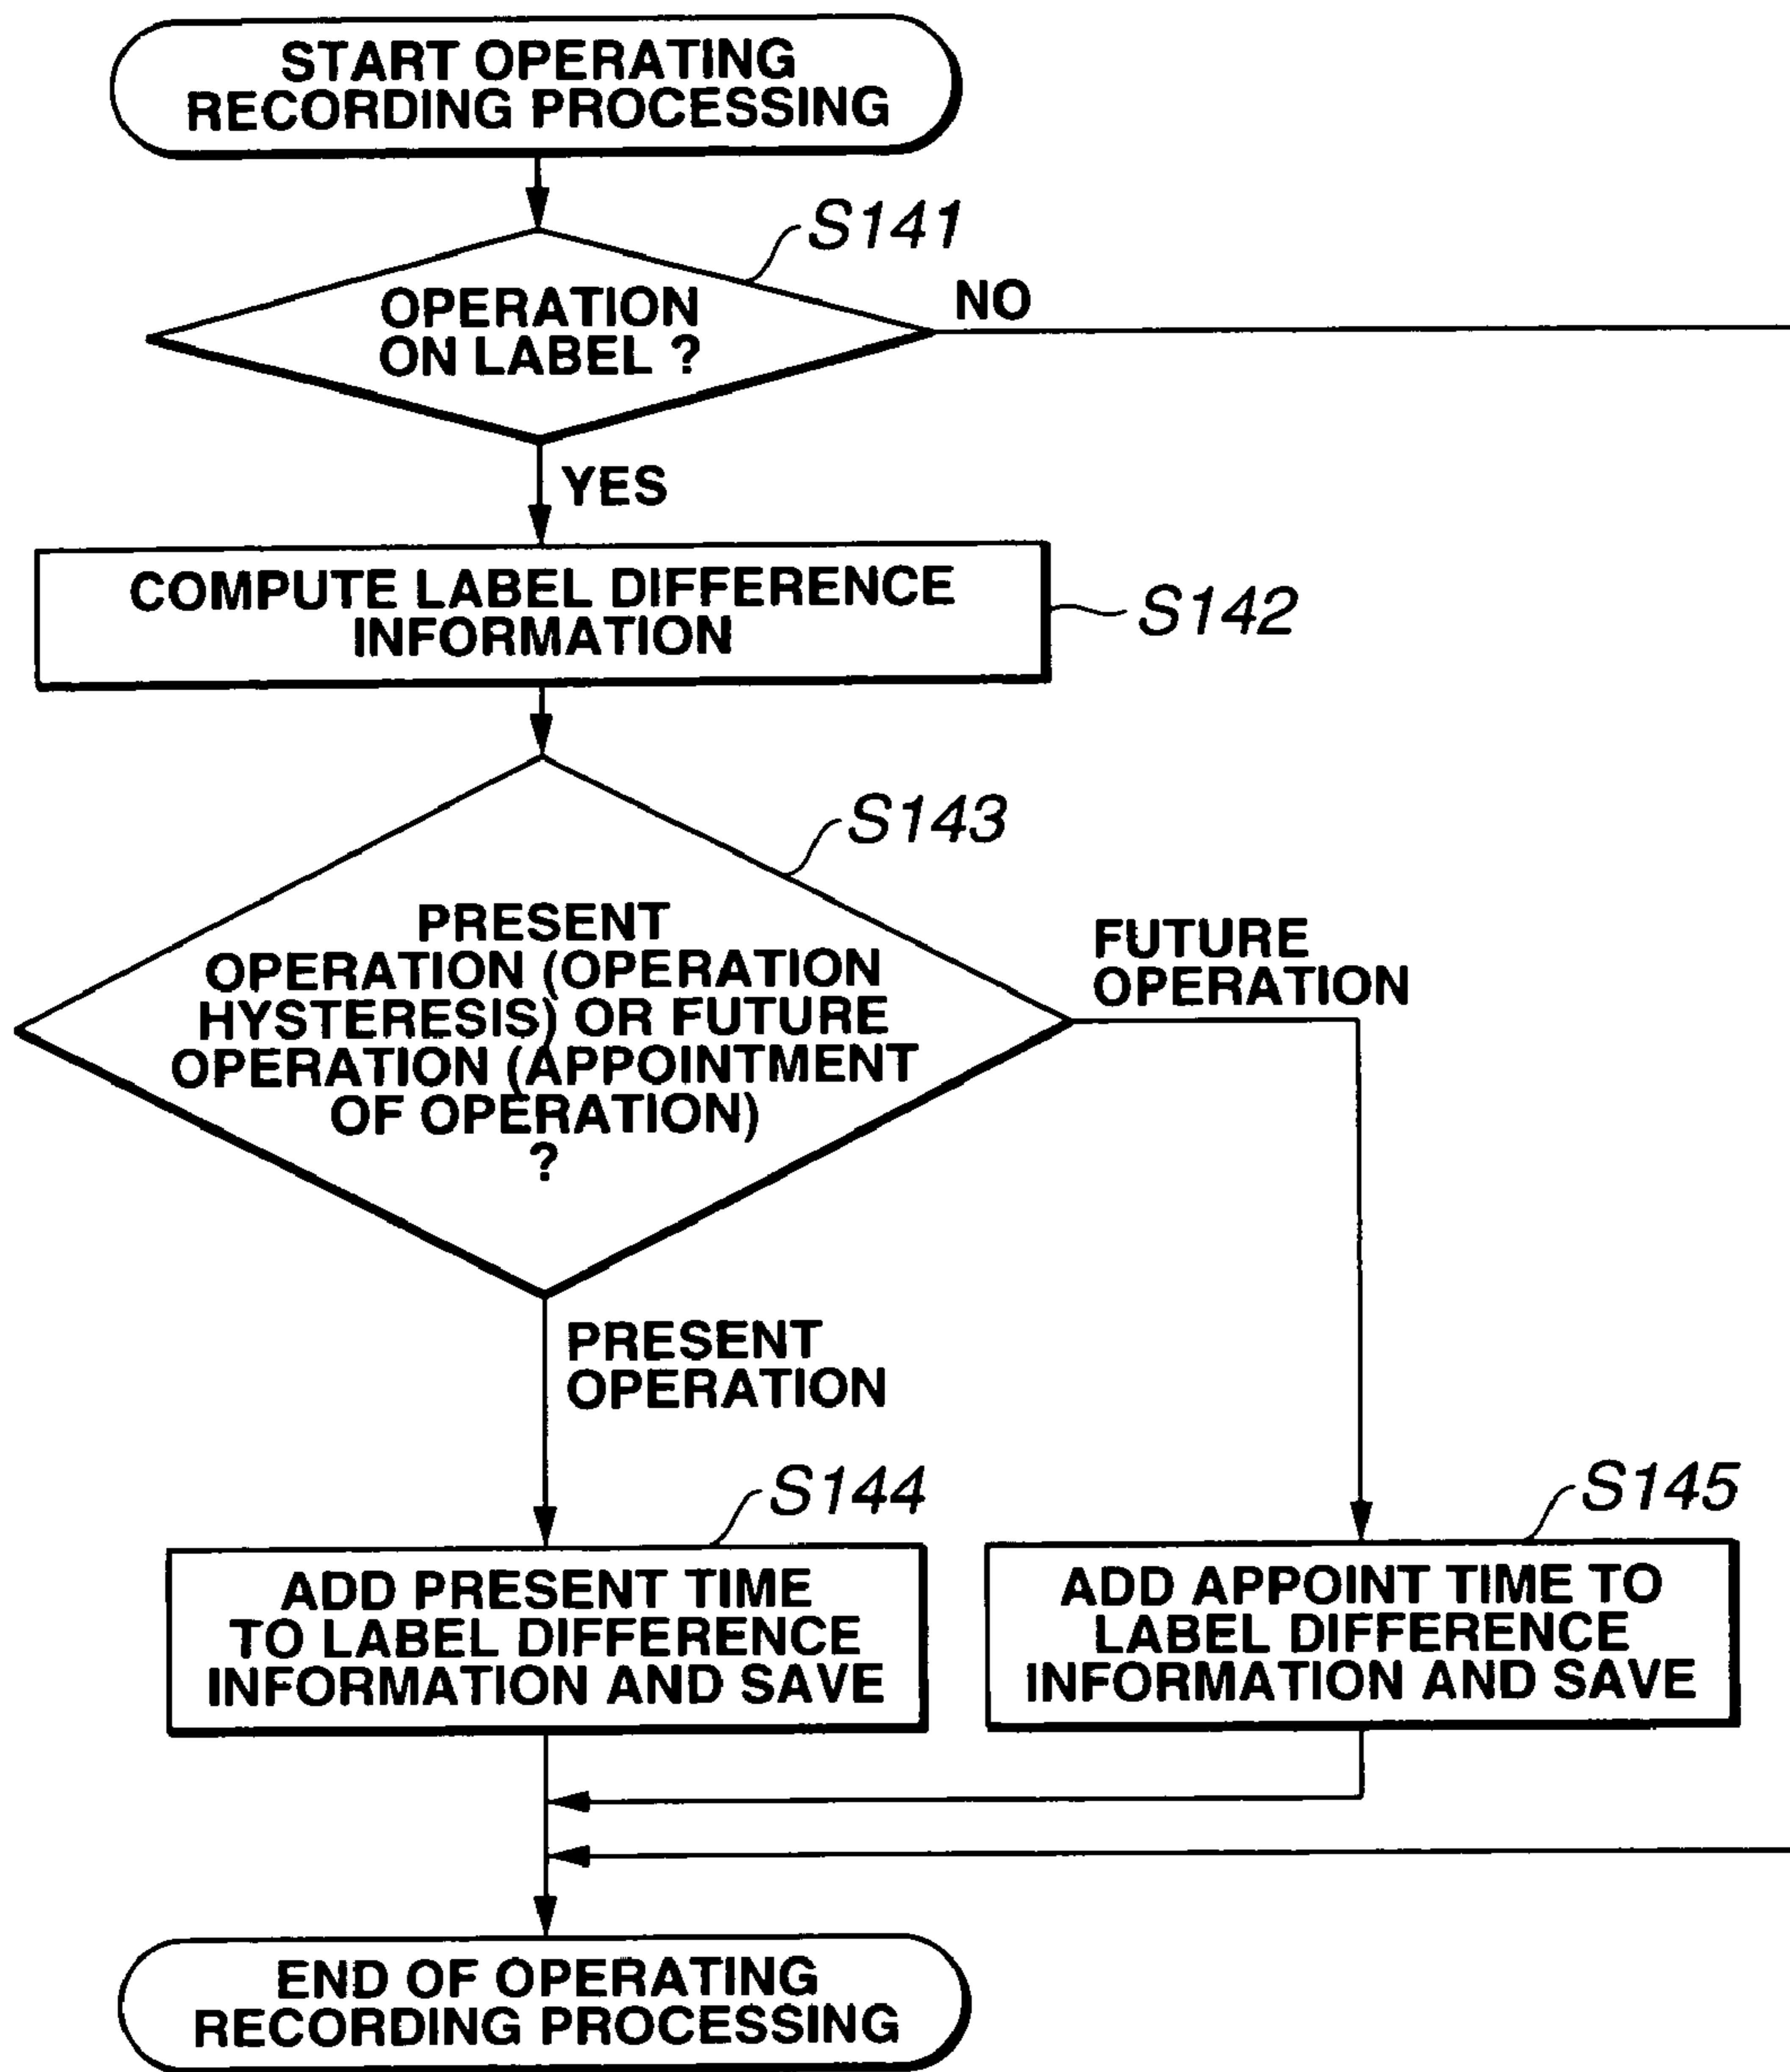 START OPERATING
RECORDING PROCESSING
S141
OPERATION
ON LABEL ?
NO
YES
COMPUTE LABEL DIFFERENCE
INFORMATION
S142
S143
PRESENT
OPERATION (OPERATION
HYSTERESIS) OR FUTURE
OPERATION (APPOINTMENT
OF OPERATION)
?
FUTURE
OPERATION
PRESENT
OPERATION
S144
ADD PRESENT TIME
TO LABEL DIFFERENCE
INFORMATION AND SAVE
S145
ADD APPOINT TIME TO
LABEL DIFFERENCE
INFORMATION AND SAVE
END OF OPERATING
RECORDING PROCESSING